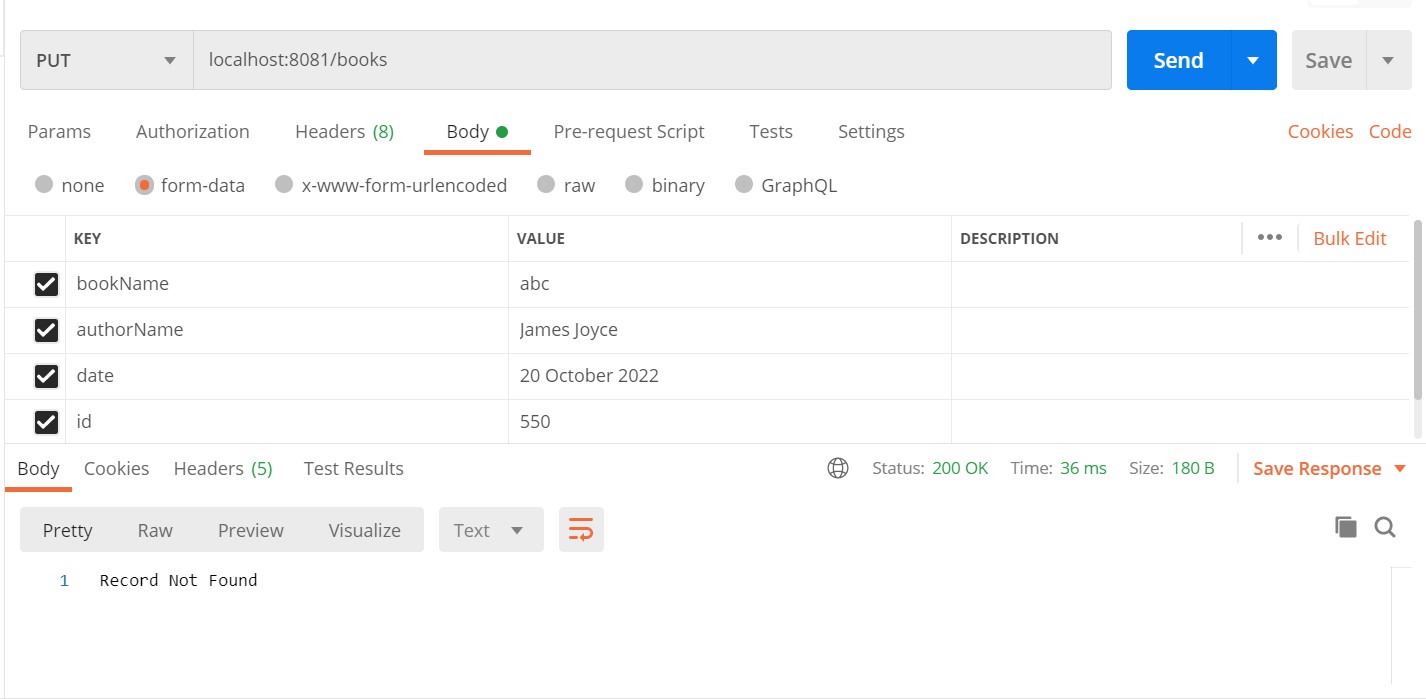 PUT localhost:8081/books Send Save
Params Authorization Headers (8) Body Pre-request Script Tests Settings Cookies Code
none form-data x-www-form-urlencoded raw binary GraphQL
KEY VALUE DESCRIPTION ••• Bulk Edit
bookName abc
authorName James Joyce
date 20 October 2022
id 550
Body Cookies Headers (5) Test Results Status: 200 OK Time: 36 ms Size: 180 B Save Response
Pretty Raw Preview Visualize Text
1 Record Not Found